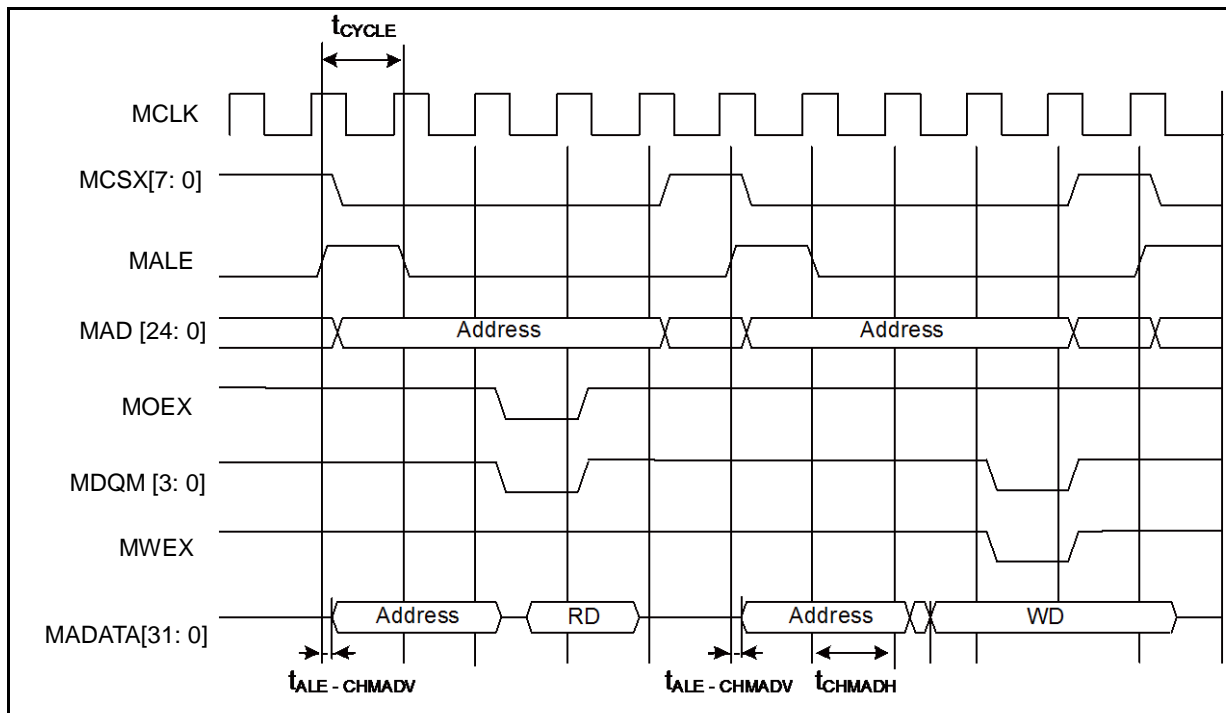 tCYCLE
MCLK
MCSX[7: 0]
MALE
MAD [24: 0]
Address
Address
MOEX
MDQM [3: 0]
MWEX
MADATA[31: 0]
Address
RD
Address
WD
tALE - CHMADV
tALE - CHMADV
tCHMADH